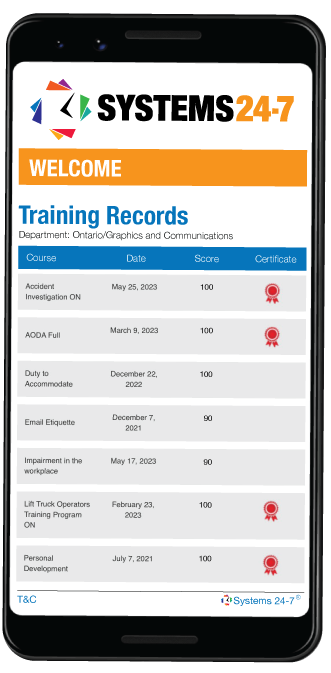 SYSTEMS24-7
WELCOME
Training Records
Department: Ontario/Graphics and Communications
Course Date Score Certificate
Accident
Investigation ON
May 25, 2023 100
AODA Full March 9, 2023 100
Duty to
Accommodate
December 22,
2022
100
Email Etiquette
December 7,
2021
90
Impairment in the
workplace
May 17, 2023 90
Lift Truck Operators
Training Program
ON
February 23,
2023
100
Personal
Development
July 7, 2021 100
T&C Systems 24-7®